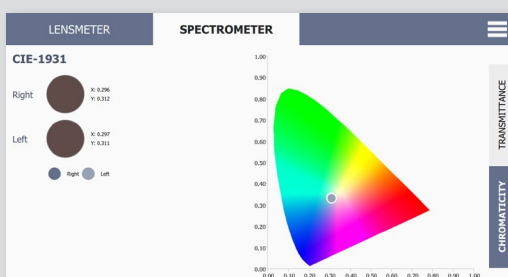 LENSMETER
SPECTROMETER
CIE-1931
Right
X: 0.296
Y: 0.312
Left
X: 0.297
Y: 0.311
Right
Left
1.00
0.90
0.80
0.70
0.60
0.50
0.40
0.30
0.20
0.10
0.00
0.00 0.10 0.20 0.30 0.40 0.50 0.60 0.70 0.80 0.90 1.00
TRANSMITTANCE
CHROMATICITY